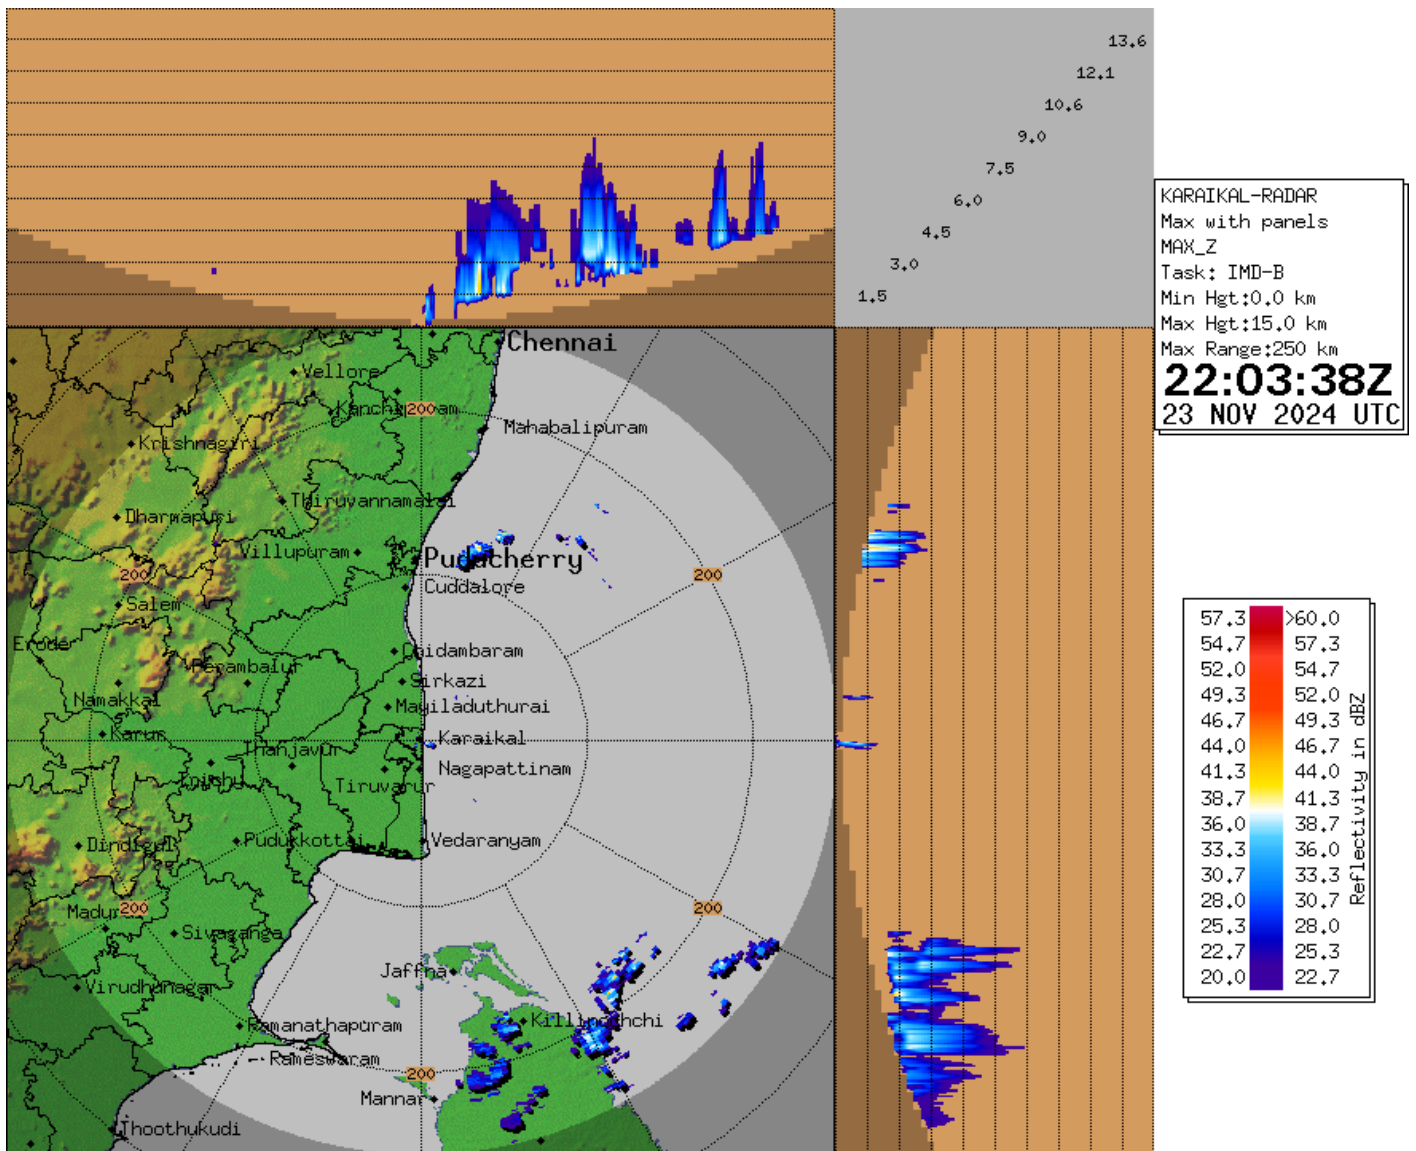 13.6
12.1
10.6
9.0
7.5
6.0
4.5
3.0
1.5
KARAIKAL-RADAR
Max with panels
MAX_Z
Task: IMD-B
Min Hgt:0.0 km
Max Hgt:15.0 km
Max Range:250 km
22:03:38Z
23 NOV 2024 UTC
Chennai
Vellore
200
Mahabalipuram
Krishnagiri
Thiruvannamalai
Dharmapuri
Villupuram
Puducherry
200
200
Cuddalore
Salem
Erode
Chidambaram
Perambalur
Sirkazi
Namakkal
Mayiladuthurai
Karur
Karaikal
Thanjavur
Nagapattinam
Tiruvarur
Dindigul
Pudukkottai
Vedaranyam
200
200
Sivaganga
Jaffna
Virudhunagar
Ramanathapuram
Rameswaram
200
Mannar
Thoothukudi
57.3 >60.0
54.7 57.3
52.0 54.7
49.3 52.0
46.7 49.3
44.0 46.7
41.3 44.0
38.7 41.3
36.0 38.7
33.3 36.0
30.7 33.3
28.0 30.7
25.3 28.0
22.7 25.3
20.0 22.7
Reflectivity in dBZ